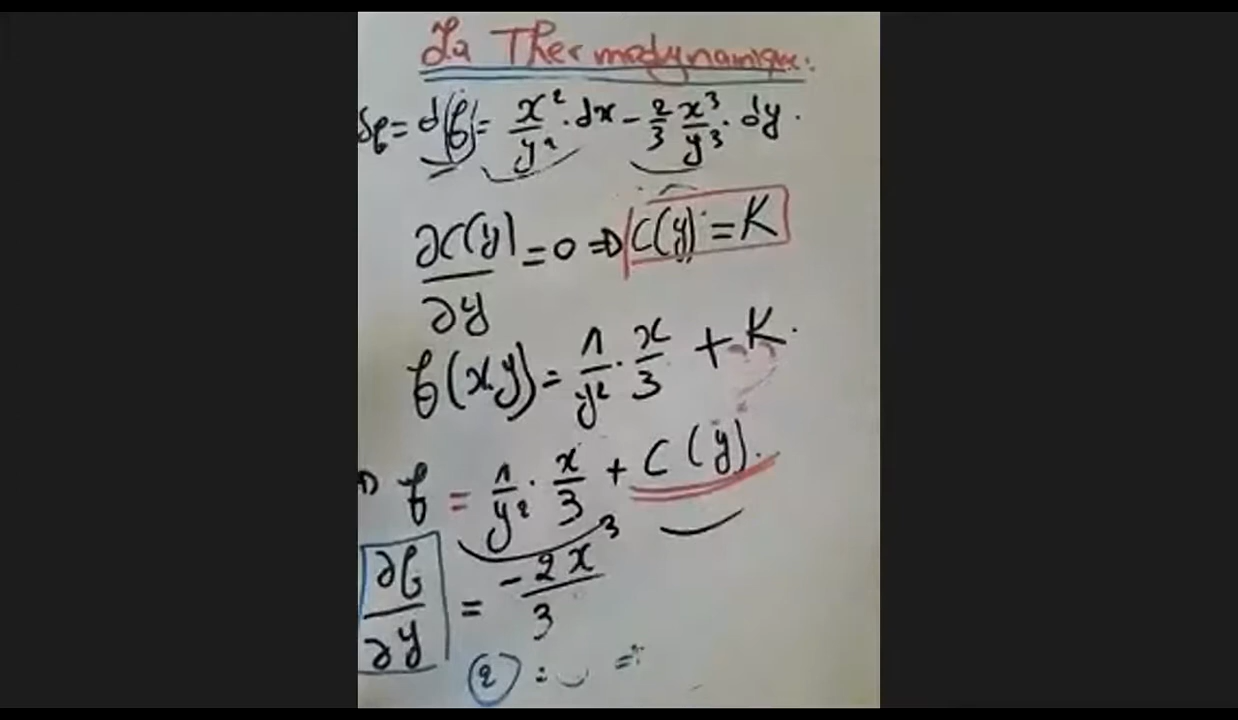 La Thermodynamique:
δf = d(f) = x²/y² · dx - 2/3 x³/y³ · dy.
∂C(y)/∂y = 0 ⇒ C(y) = K
f(x,y) = 1/y² · x/3 + K.
f = 1/y² · x/3 + C(y).
∂f/∂y = -2x³/3
② : =